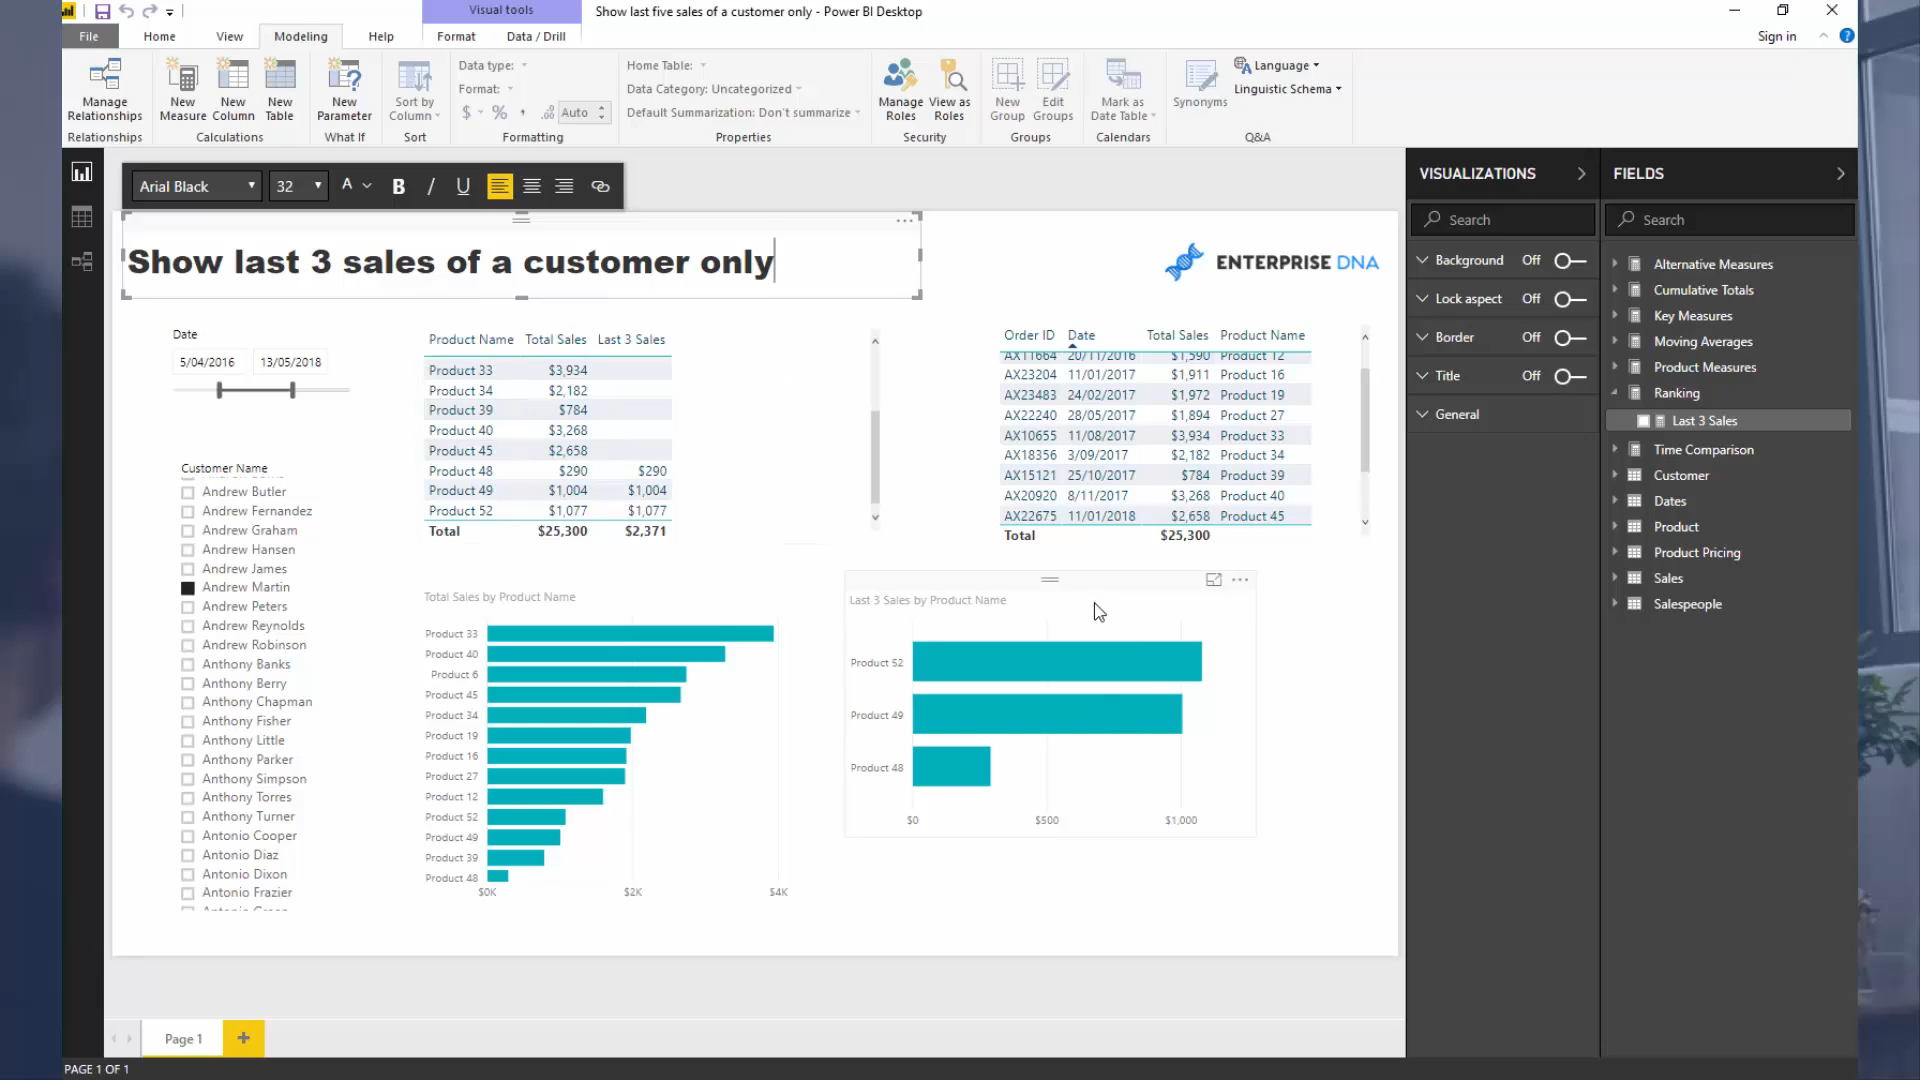 Visual tools
Show last five sales of a customer only - Power BI Desktop
File
Home
View
Modeling
Help
Format
Data / Drill
Sign in
Manage Relationships
Relationships
New Measure
New Column
New Table
Calculations
New Parameter
What If
Sort by Column
Sort
Data type:
Format:
$ % , Auto
Formatting
Home Table:
Data Category: Uncategorized
Default Summarization: Don't summarize
Properties
Manage Roles
View as Roles
Security
New Group
Edit Groups
Groups
Mark as Date Table
Calendars
Synonyms
Language
Linguistic Schema
Q&A
Arial Black
32
A
B
I
U
Show last 3 sales of a customer only
ENTERPRISE DNA
Date
5/04/2016
13/05/2018
Customer Name
Andrew Butler
Andrew Fernandez
Andrew Graham
Andrew Hansen
Andrew James
Andrew Martin
Andrew Peters
Andrew Reynolds
Andrew Robinson
Anthony Banks
Anthony Berry
Anthony Chapman
Anthony Fisher
Anthony Little
Anthony Parker
Anthony Simpson
Anthony Torres
Anthony Turner
Antonio Cooper
Antonio Diaz
Antonio Dixon
Antonio Frazier
Product Name Total Sales Last 3 Sales
Product 33 $3,934
Product 34 $2,182
Product 39 $784
Product 40 $3,268
Product 45 $2,658
Product 48 $290 $290
Product 49 $1,004 $1,004
Product 52 $1,077 $1,077
Total $25,300 $2,371
Order ID Date Total Sales Product Name
AX11664 20/11/2016 $1,590 Product 12
AX23204 11/01/2017 $1,911 Product 16
AX23483 24/02/2017 $1,972 Product 19
AX22240 28/05/2017 $1,894 Product 27
AX10655 11/08/2017 $3,934 Product 33
AX18356 3/09/2017 $2,182 Product 34
AX15121 25/10/2017 $784 Product 39
AX20920 8/11/2017 $3,268 Product 40
AX22675 11/01/2018 $2,658 Product 45
Total $25,300
Total Sales by Product Name
Product 33
Product 40
Product 6
Product 45
Product 34
Product 19
Product 16
Product 27
Product 12
Product 52
Product 49
Product 39
Product 48
$0K $2K $4K
Last 3 Sales by Product Name
Product 52
Product 49
Product 48
$0 $500 $1,000
VISUALIZATIONS
Search
Background Off
Lock aspect Off
Border Off
Title Off
General
FIELDS
Search
Alternative Measures
Cumulative Totals
Key Measures
Moving Averages
Product Measures
Ranking
Last 3 Sales
Time Comparison
Customer
Dates
Product
Product Pricing
Sales
Salespeople
Page 1
PAGE 1 OF 1